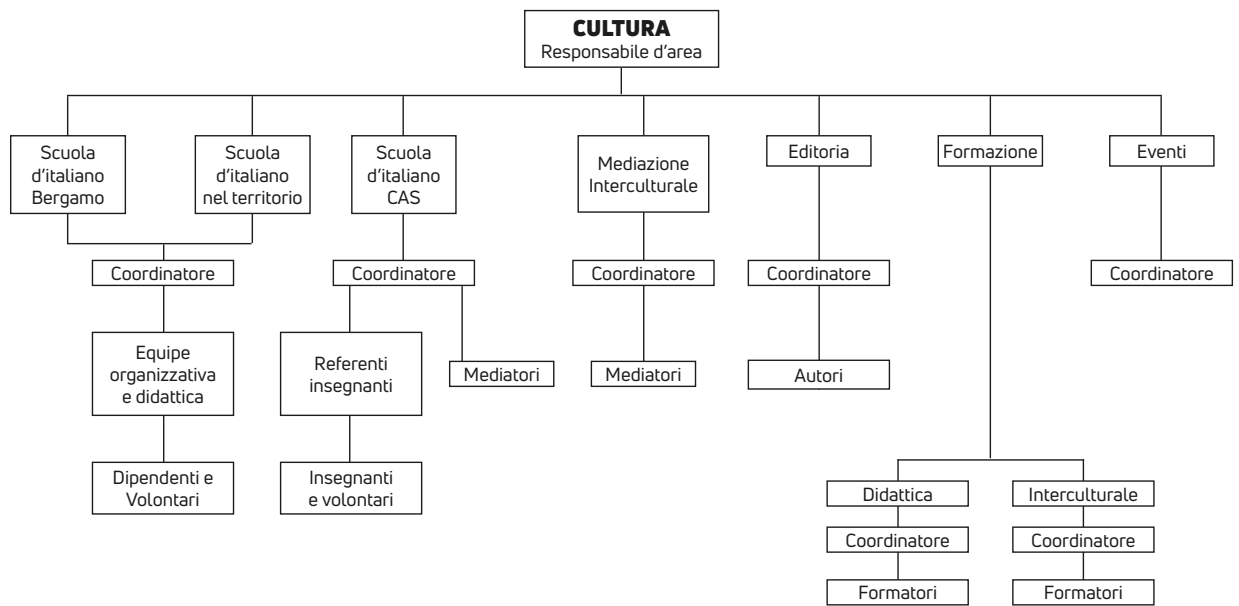 CULTURA
Responsabile d'area
Scuola
d'italiano
Bergamo
Scuola
d'italiano
nel territorio
Scuola
d'italiano
CAS
Mediazione
Interculturale
Editoria
Formazione
Eventi
Coordinatore
Coordinatore
Coordinatore
Coordinatore
Coordinatore
Equipe
organizzativa
e didattica
Referenti
insegnanti
Mediatori
Mediatori
Autori
Dipendenti e
Volontari
Insegnanti
e volontari
Didattica
Interculturale
Coordinatore
Coordinatore
Formatori
Formatori